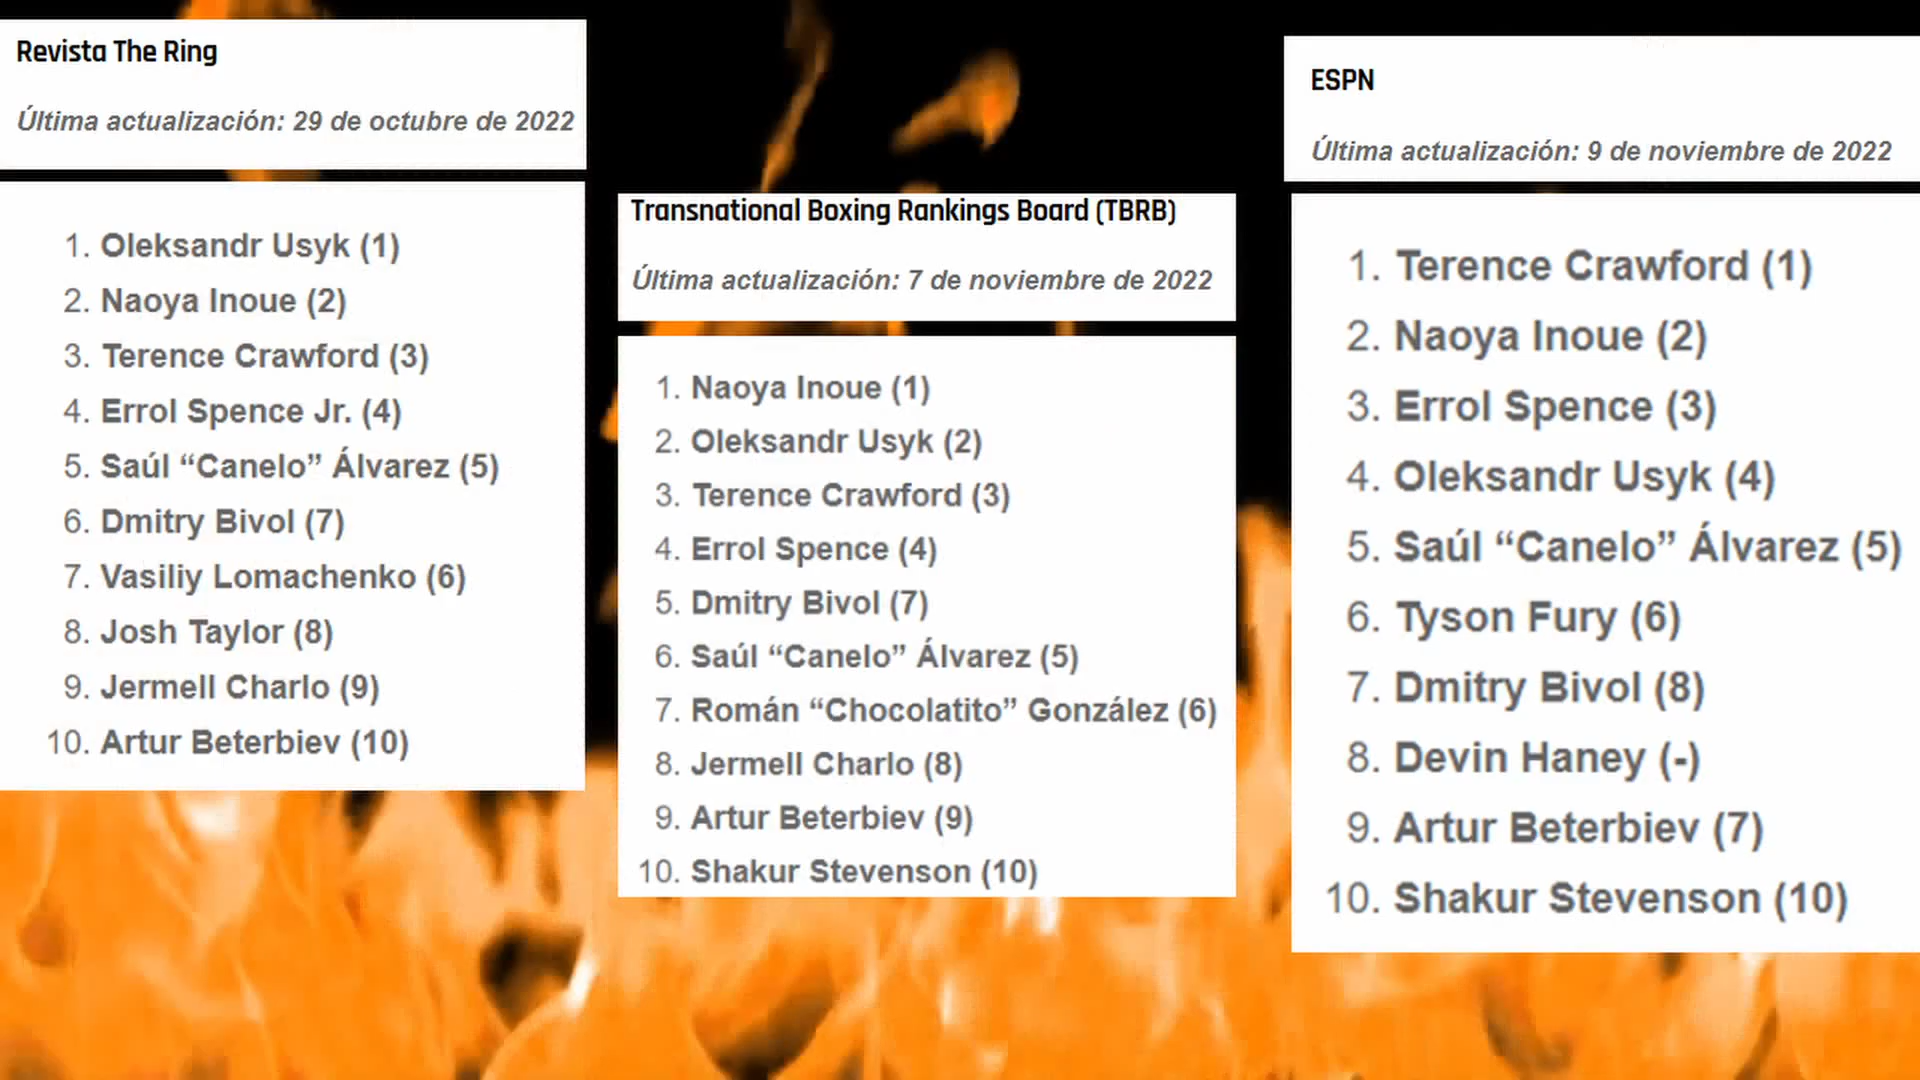 Revista The Ring
Última actualización: 29 de octubre de 2022
1. Oleksandr Usyk (1)
2. Naoya Inoue (2)
3. Terence Crawford (3)
4. Errol Spence Jr. (4)
5. Saúl “Canelo” Álvarez (5)
6. Dmitry Bivol (7)
7. Vasiliy Lomachenko (6)
8. Josh Taylor (8)
9. Jermell Charlo (9)
10. Artur Beterbiev (10)
Transnational Boxing Rankings Board (TBRB)
Última actualización: 7 de noviembre de 2022
1. Naoya Inoue (1)
2. Oleksandr Usyk (2)
3. Terence Crawford (3)
4. Errol Spence (4)
5. Dmitry Bivol (7)
6. Saúl “Canelo” Álvarez (5)
7. Román “Chocolatito” González (6)
8. Jermell Charlo (8)
9. Artur Beterbiev (9)
10. Shakur Stevenson (10)
ESPN
Última actualización: 9 de noviembre de 2022
1. Terence Crawford (1)
2. Naoya Inoue (2)
3. Errol Spence (3)
4. Oleksandr Usyk (4)
5. Saúl “Canelo” Álvarez (5)
6. Tyson Fury (6)
7. Dmitry Bivol (8)
8. Devin Haney (-)
9. Artur Beterbiev (7)
10. Shakur Stevenson (10)